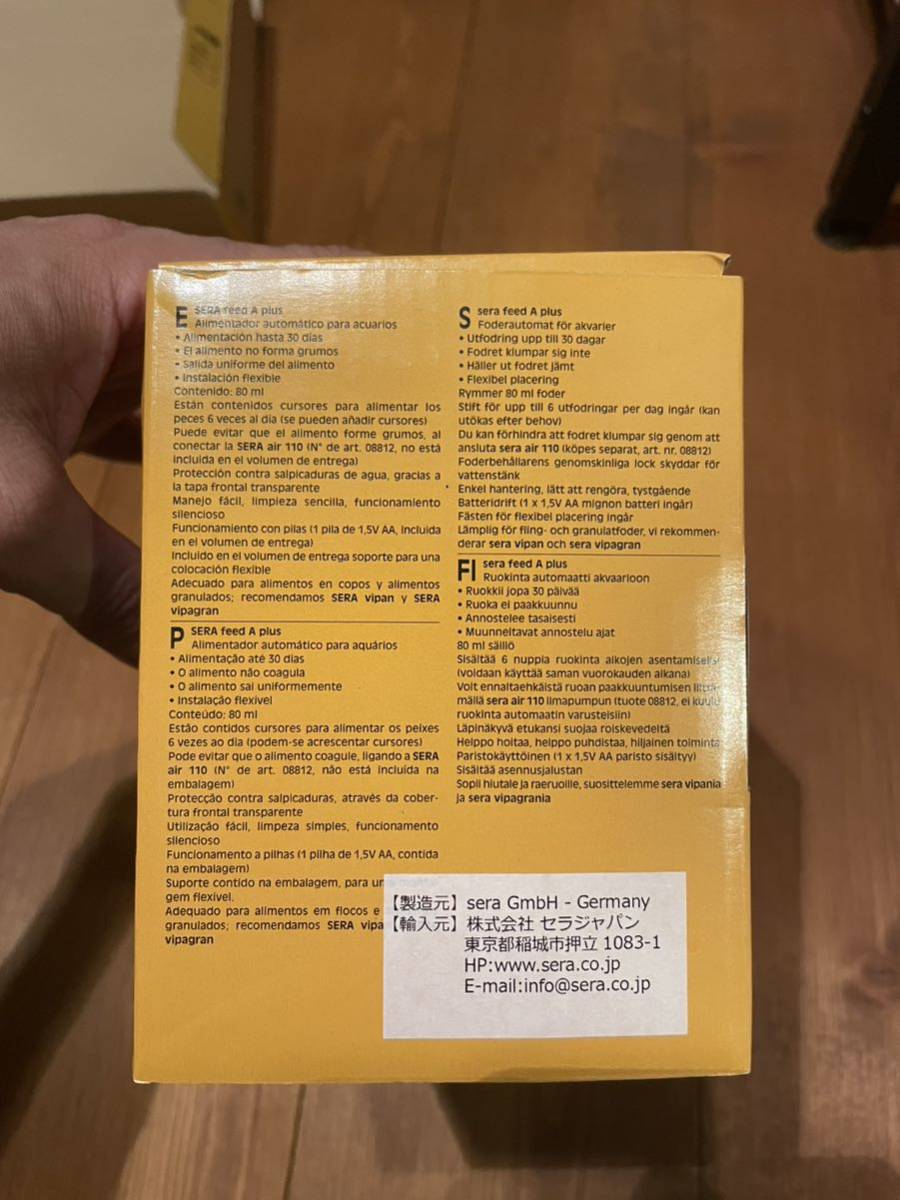 E
SERA feed A plus
Alimentador automático para acuarios
• Alimentación hasta 30 dias
• El alimento no forma grumos
• Salida uniforme del alimento
• Instalación flexible
Contenido: 80 ml
Están contenidos cursores para alimentar los
peces 6 veces al día (se pueden añadir cursores)
Puede evitar que el alimento forme grumos, al
conectar la SERA air 110 (N° de art. 08812, no está
incluida en el volumen de entrega)
Protección contra salpicaduras de agua, gracias a
la tapa frontal transparente
Manejo fácil, limpieza sencilla, funcionamiento
silencioso
Funcionamiento con pilas (1 pila de 1,5V AA, incluida
en el volumen de entrega)
Incluido en el volumen de entrega soporte para una
colocación flexible
Adecuado para alimentos en copos y alimentos
granulados; recomendamos SERA vipan y SERA
vipagran
P
SERA feed A plus
Alimentador automático para aquários
• Alimentação até 30 dias
• O alimento não coagula
• O alimento sai uniformemente
• Instalação flexível
Conteúdo: 80 ml
Estão contidos cursores para alimentar os peixes
6 vezes ao dia (podem-se acrescentar cursores)
Pode evitar que o alimento coagule, ligando a SERA
air 110 (N° de art. 08812, não está incluída na
embalagem)
Protecção contra salpicaduras, através da cober-
tura frontal transparente
Utilização fácil, limpeza simples, funcionamento
silencioso
Funcionamento a pilhas (1 pilha de 1,5V AA, contida
na embalagem)
Suporte contido na embalagem, para
gem flexível.
Adequado para alimentos em flocos e
granulados; recomendamos SERA
vipagran
S
sera feed A plus
Foderautomat för akvarier
• Utfodring upp till 30 dagar
• Fodret klumpar sig inte
• Häller ut fodret jämt
• Flexibel placering
Rymmer 80 ml foder
Stift för upp till 6 utfodringar per dag ingår (kan
utökas efter behov)
Du kan förhindra att fodret klumpar sig genom att
ansluta sera air 110 (köpes separat, art. nr. 08812)
Foderbehållarens genomskinliga lock skyddar för
vattenstänk
Enkel hantering, lätt att rengöra, tystgående
Batteridrift (1 x 1,5V AA mignon batteri ingår)
Fästen för flexibel placering ingår
Lämplig för fling- och granulatfoder, vi rekommen-
derar sera vipan och sera vipagran
FI
sera feed A plus
Ruokinta automaatti akvaarioon
• Ruokkii jopa 30 päivää
• Ruoka ei paakkuunnu
• Annostelee tasaisesti
• Muunneltavat annostelu ajat
80 ml säiliö
Sisältää 6 nuppia ruokinta aikojen asentamiseksi
(voidaan käyttää saman vuorokauden aikana)
Voit ennaltaehkäistä ruoan paakkuuntumisen liittä-
mällä sera air 110 ilmapumpun (tuote 08812, ei kuulu
ruokinta automaatin varusteisiin)
Läpinäkyvä etukansi suojaa roiskevedeltä
Helppo hoitaa, helppo puhdistaa, hiljainen toiminta
Paristokäyttöinen (1 x 1,5V AA paristo sisältyy)
Sisältää asennusjalustan
Sopii hiutale ja raeruoille, suosittelemme sera vipania
ja sera vipagrania
【製造元】sera GmbH - Germany
【輸入元】株式会社 セラジャパン
東京都稲城市押立 1083-1
HP:www.sera.co.jp
E-mail:info@sera.co.jp